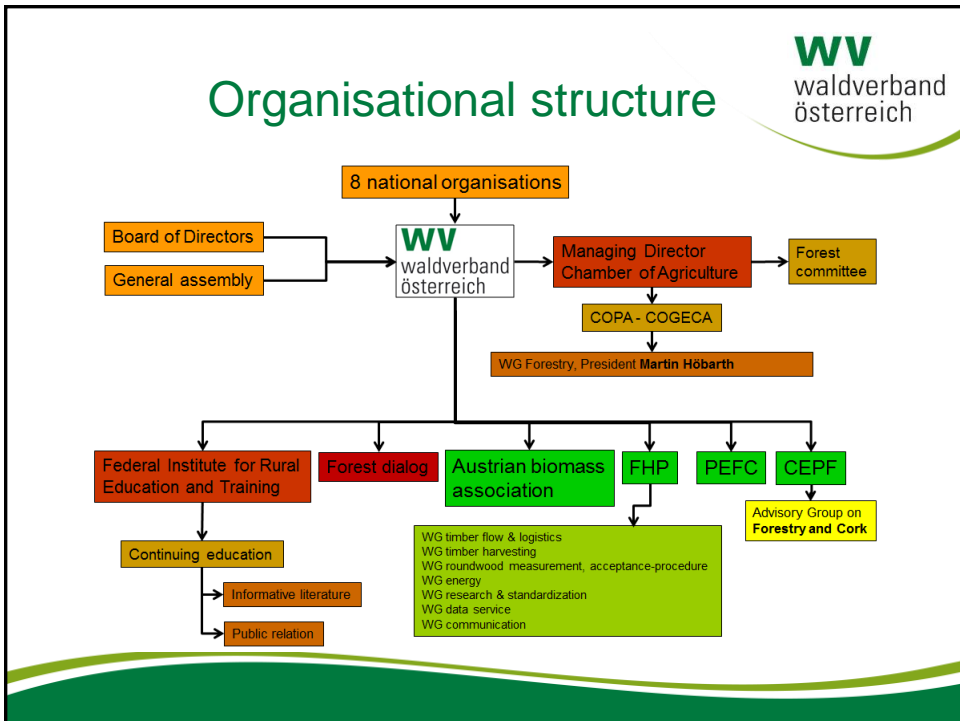 Organisational structure
wv
waldverband
österreich
8 national organisations
Board of Directors
General assembly
wv
waldverband
österreich
Managing Director
Chamber of Agriculture
Forest
committee
COPA - COGECA
WG Forestry, President Martin Höbarth
Federal Institute for Rural
Education and Training
Forest dialog
Austrian biomass
association
FHP
PEFC
CEPF
Advisory Group on
Forestry and Cork
Continuing education
Informative literature
Public relation
WG timber flow & logistics
WG timber harvesting
WG roundwood measurement, acceptance-procedure
WG energy
WG research & standardization
WG data service
WG communication